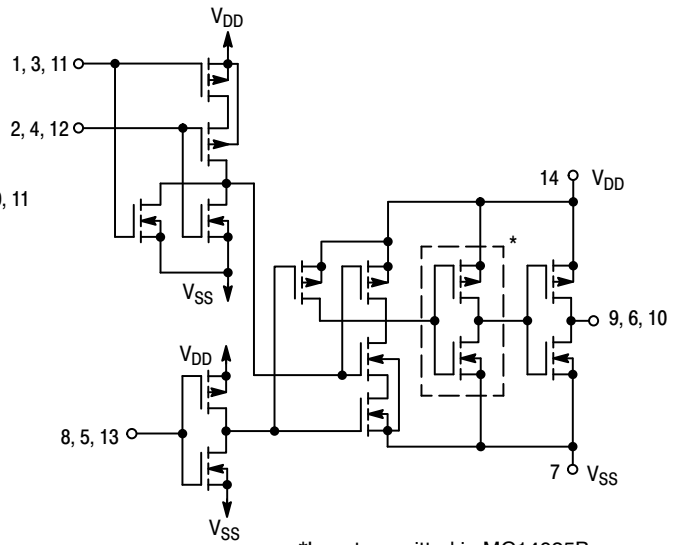 V_DD
1, 3, 11
2, 4, 12
, 11
14 V_DD
*
V_SS
9, 6, 10
V_DD
8, 5, 13
7 V_SS
V_SS